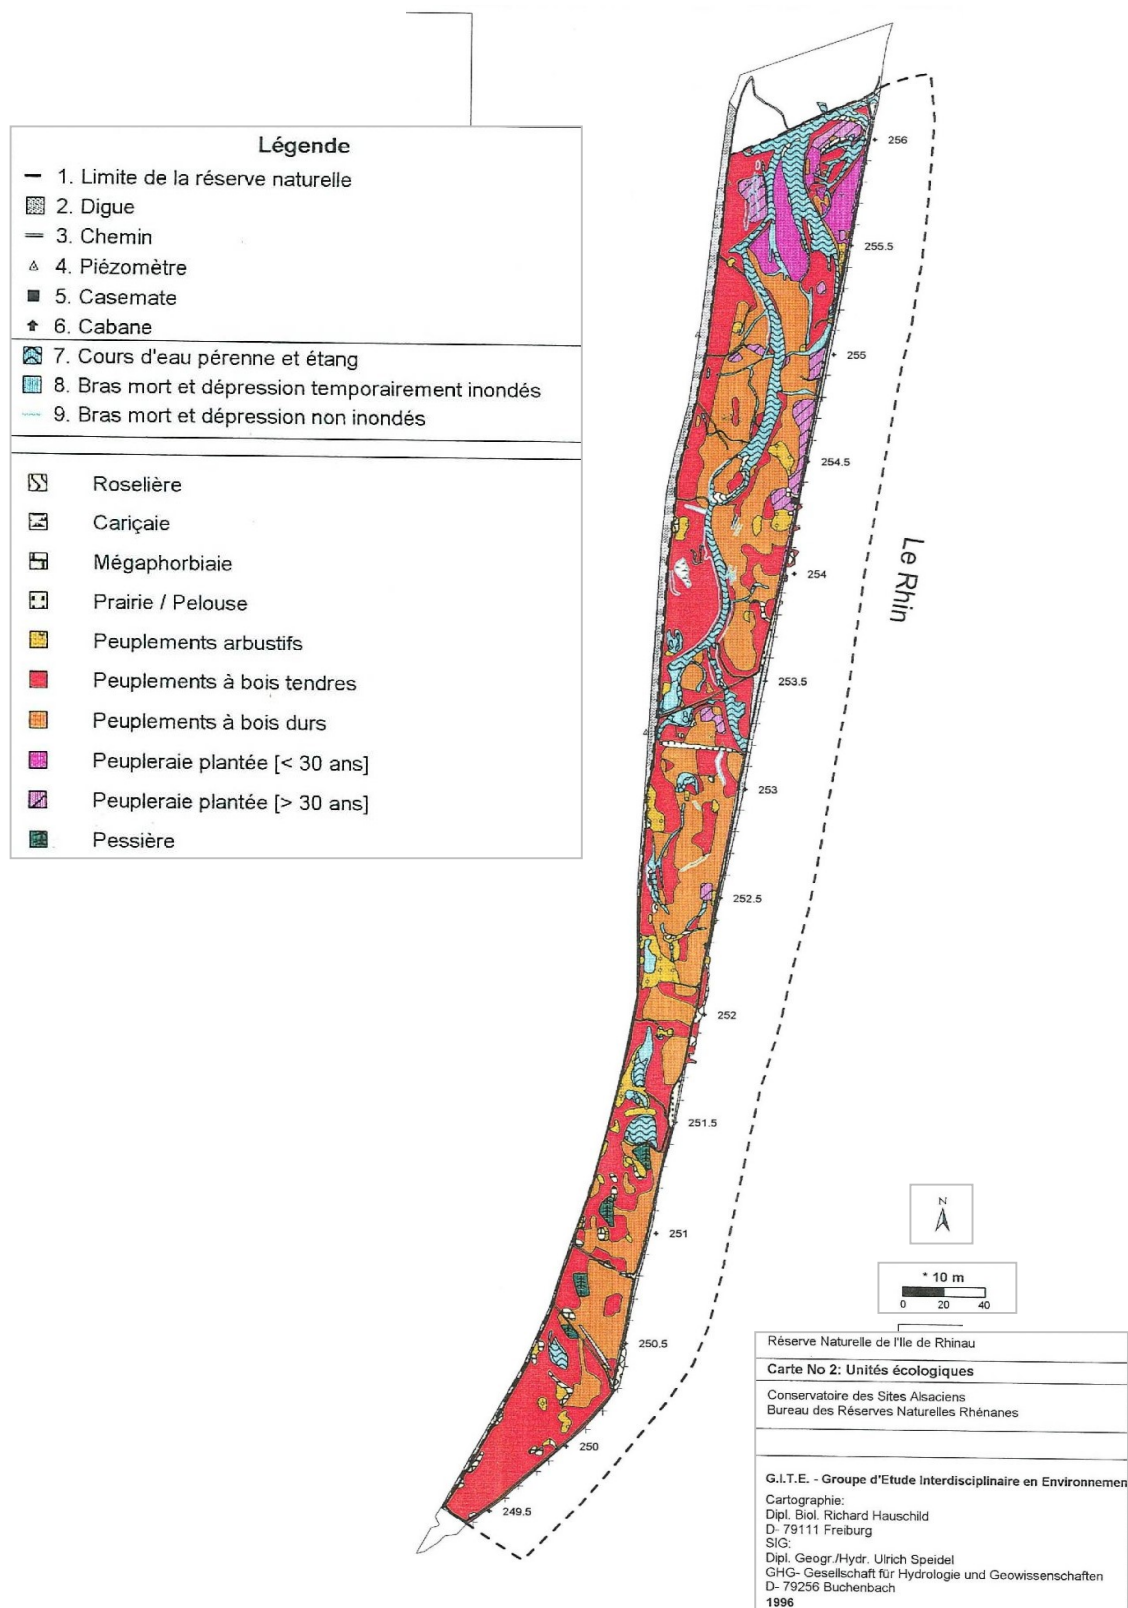 Légende
1. Limite de la réserve naturelle
2. Digue
3. Chemin
4. Piézomètre
5. Casemate
6. Cabane
7. Cours d'eau pérenne et étang
8. Bras mort et dépression temporairement inondés
9. Bras mort et dépression non inondés
Roselière
Cariçaie
Mégaphorbiaie
Prairie / Pelouse
Peuplements arbustifs
Peuplements à bois tendres
Peuplements à bois durs
Peupleraie plantée [< 30 ans]
Peupleraie plantée [> 30 ans]
Pessière
256
255.5
255
254.5
254
253.5
253
252.5
252
251.5
251
250.5
250
249.5
Le Rhin
N
* 10 m
0 20 40
Réserve Naturelle de l'Ile de Rhinau
Carte No 2: Unités écologiques
Conservatoire des Sites Alsaciens
Bureau des Réserves Naturelles Rhénanes
G.I.T.E. - Groupe d'Etude Interdisciplinaire en Environnemen
Cartographie:
Dipl. Biol. Richard Hauschild
D- 79111 Freiburg
SIG:
Dipl. Geogr./Hydr. Ulrich Speidel
GHG- Gesellschaft für Hydrologie und Geowissenschaften
D- 79256 Buchenbach
1996